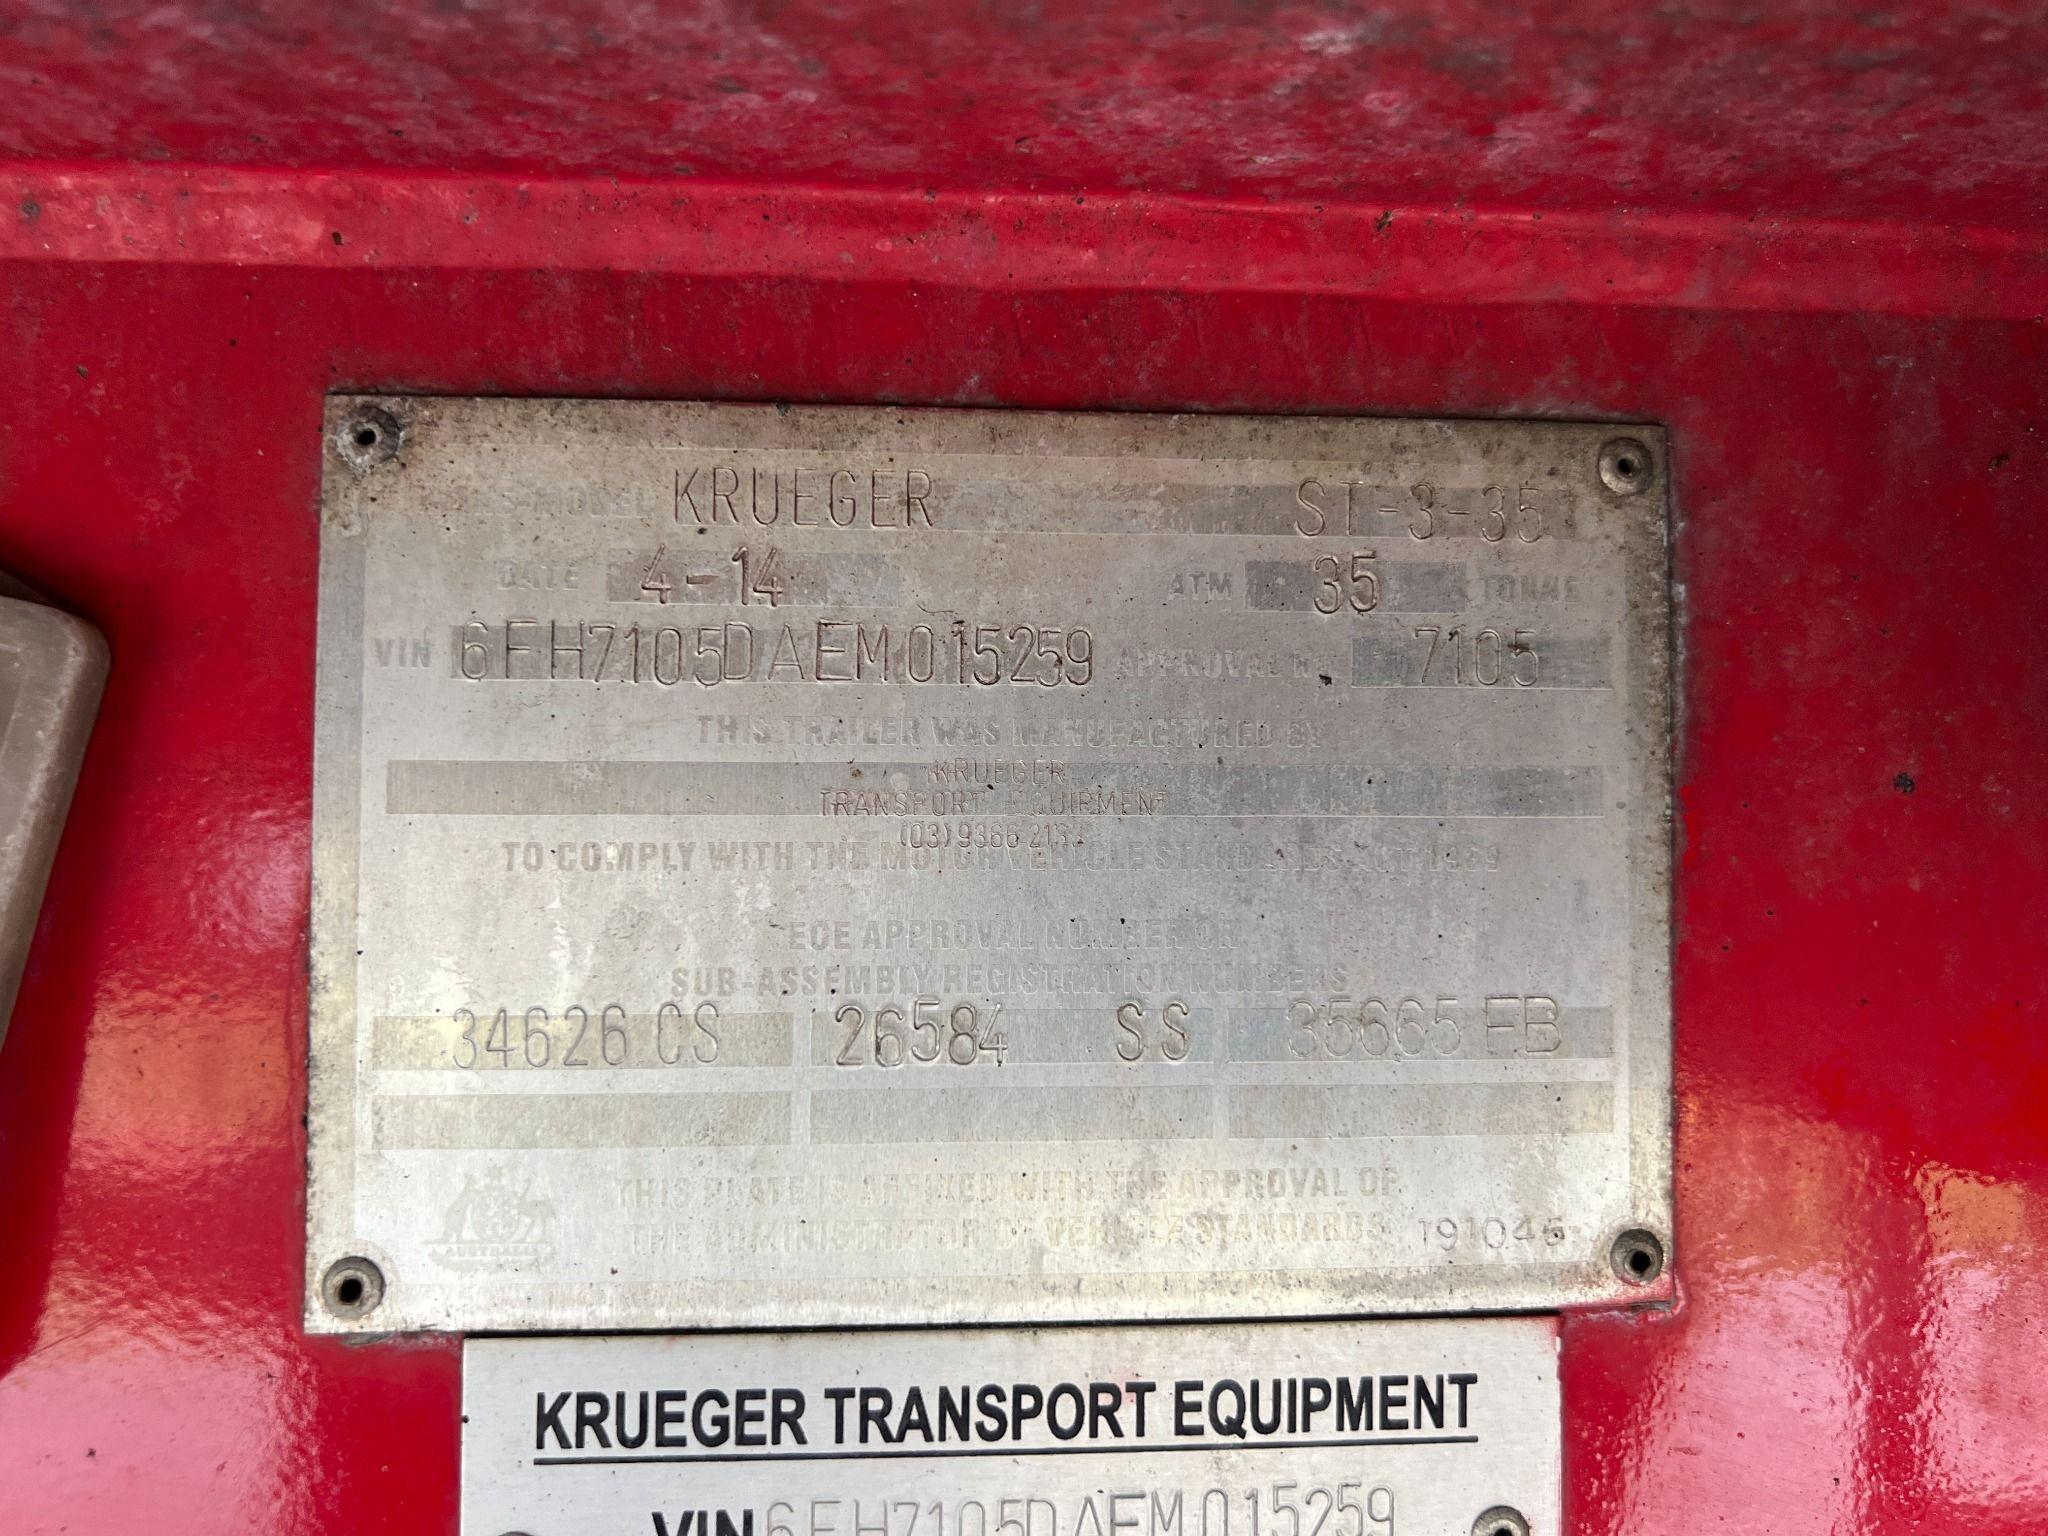 KRUEGER ST-3-35
DATE 4-14 ATM 35 TONNE
VIN 6FH7105DAEM015259 APPROVAL No. 7105
THIS TRAILER WAS MANUFACTURED BY
KRUEGER
TRANSPORT EQUIPMENT
TO COMPLY WITH THE MOTOR VEHICLE STANDARDS ACT 1989
ECE APPROVAL NUMBER OR
SUB-ASSEMBLY REGISTRATION NUMBERS
34626 CS 26584 SS 35665 FB
THIS PLATE IS AFFIXED WITH THE APPROVAL OF
THE ADMINISTRATOR OF VEHICLE STANDARDS 191046
AUSTRALIA
KRUEGER TRANSPORT EQUIPMENT
VIN 6FH7105DAEM015259